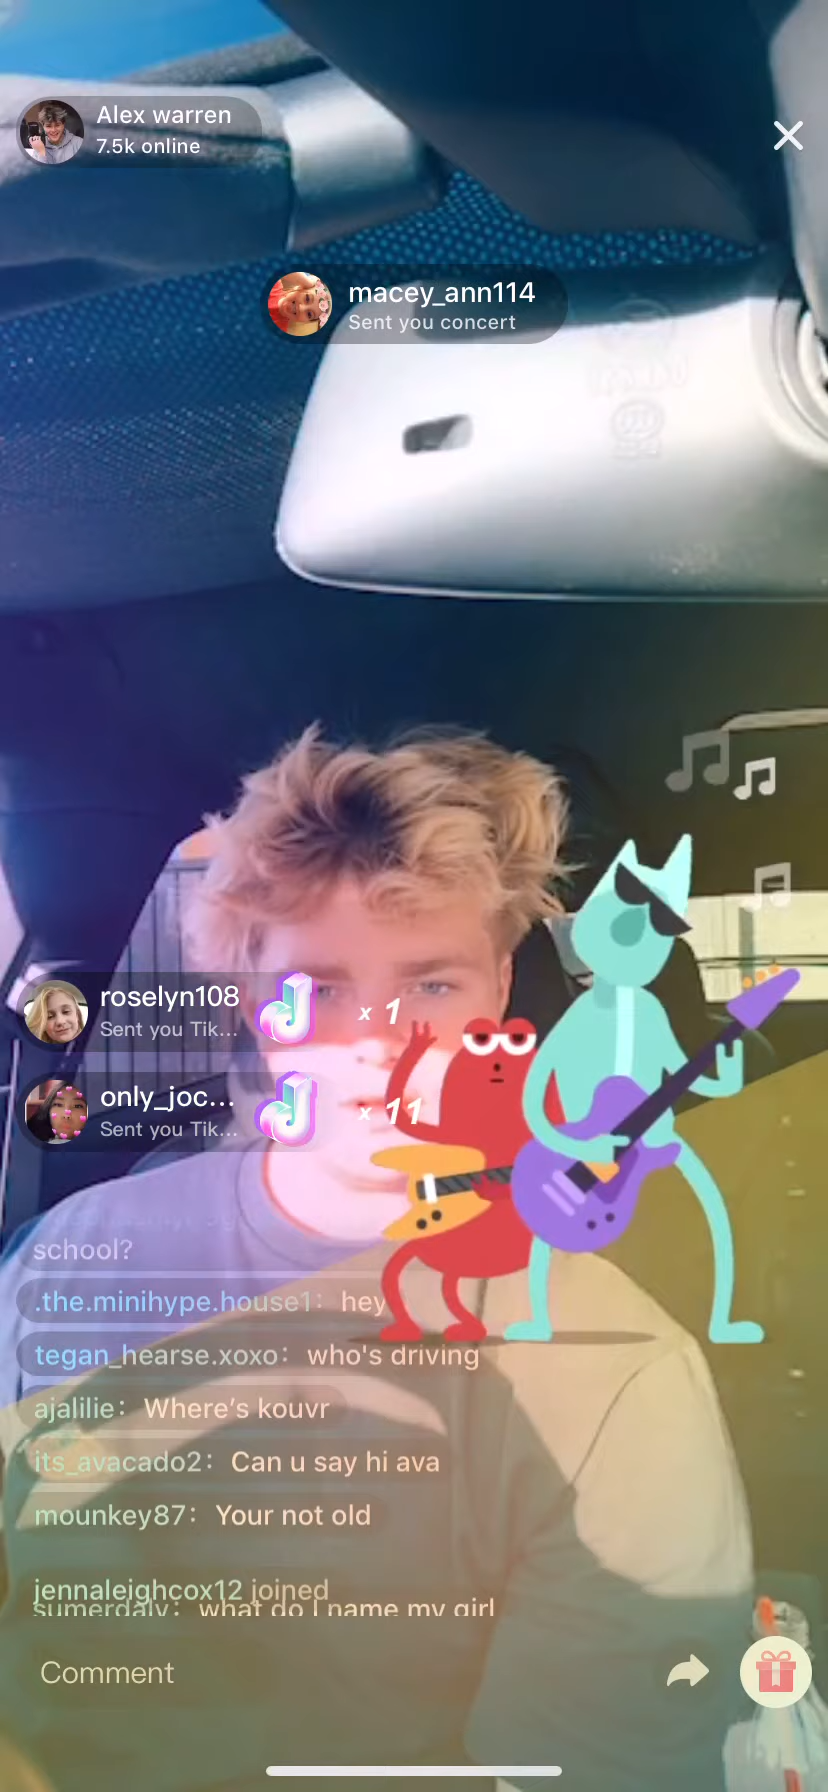 Alex warren
7.5k online
macey_ann114
Sent you concert
roselyn108
Sent you Tik...
x 1
only_joc...
Sent you Tik...
x 11
school?
.the.minihype.house1: hey
tegan_hearse.xoxo: who's driving
ajalilie: Where's kouvr
its_avacado2: Can u say hi ava
mounkey87: Your not old
jennaleighcox12 joined
sumerdaly: what do I name my girl
Comment